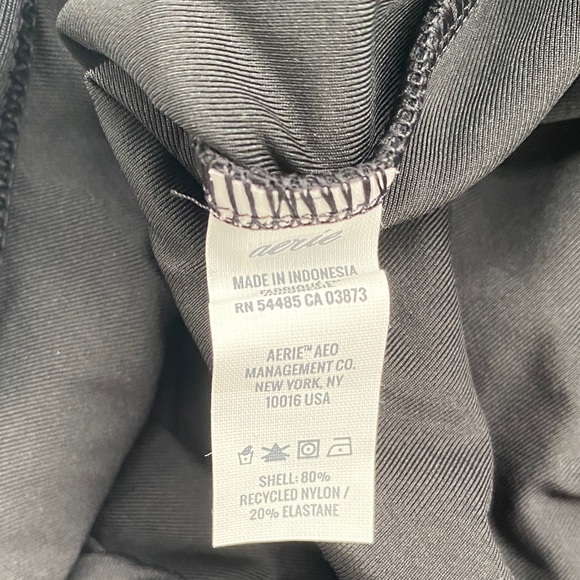 aerie
MADE IN INDONESIA
RN 54485 CA 03873
AERIE™ AEO
MANAGEMENT CO.
NEW YORK, NY
10016 USA
SHELL: 80%
RECYCLED NYLON /
20% ELASTANE